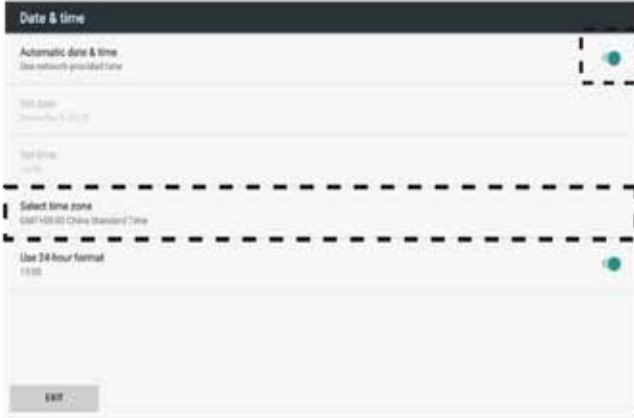 Date & time
Automatic date & time
Use network-provided time
Set date
Set time
Select time zone
GMT+08:00 China Standard Time
Use 24-hour format
13:00
EXIT